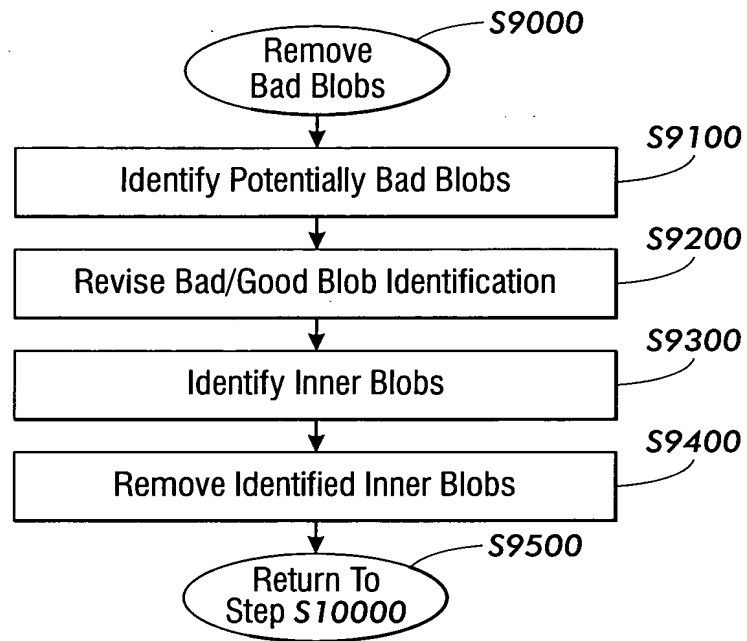 S9000
Remove
Bad Blobs
S9100
Identify Potentially Bad Blobs
S9200
Revise Bad/Good Blob Identification
S9300
Identify Inner Blobs
S9400
Remove Identified Inner Blobs
S9500
Return To
Step S10000